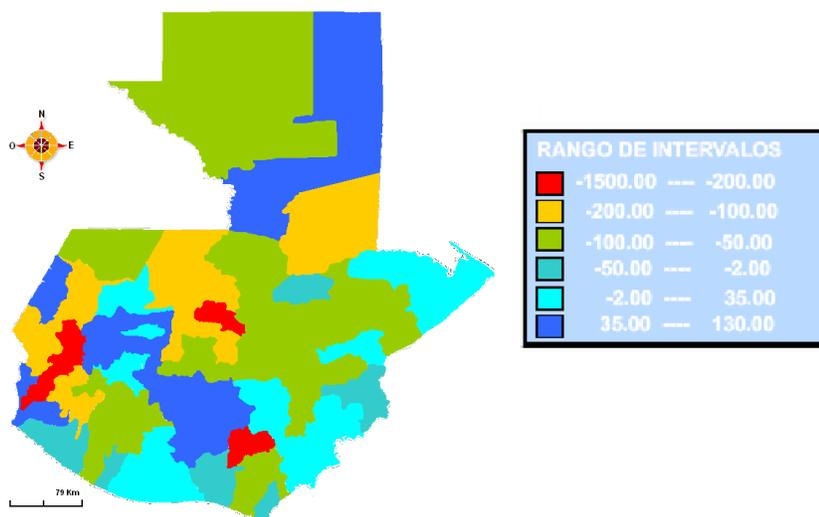 N
O E
S
79 Km
RANGO DE INTERVALOS
-1500.00 ---- -200.00
-200.00 ---- -100.00
-100.00 ---- -50.00
-50.00 ---- -2.00
-2.00 ---- 35.00
35.00 ---- 130.00